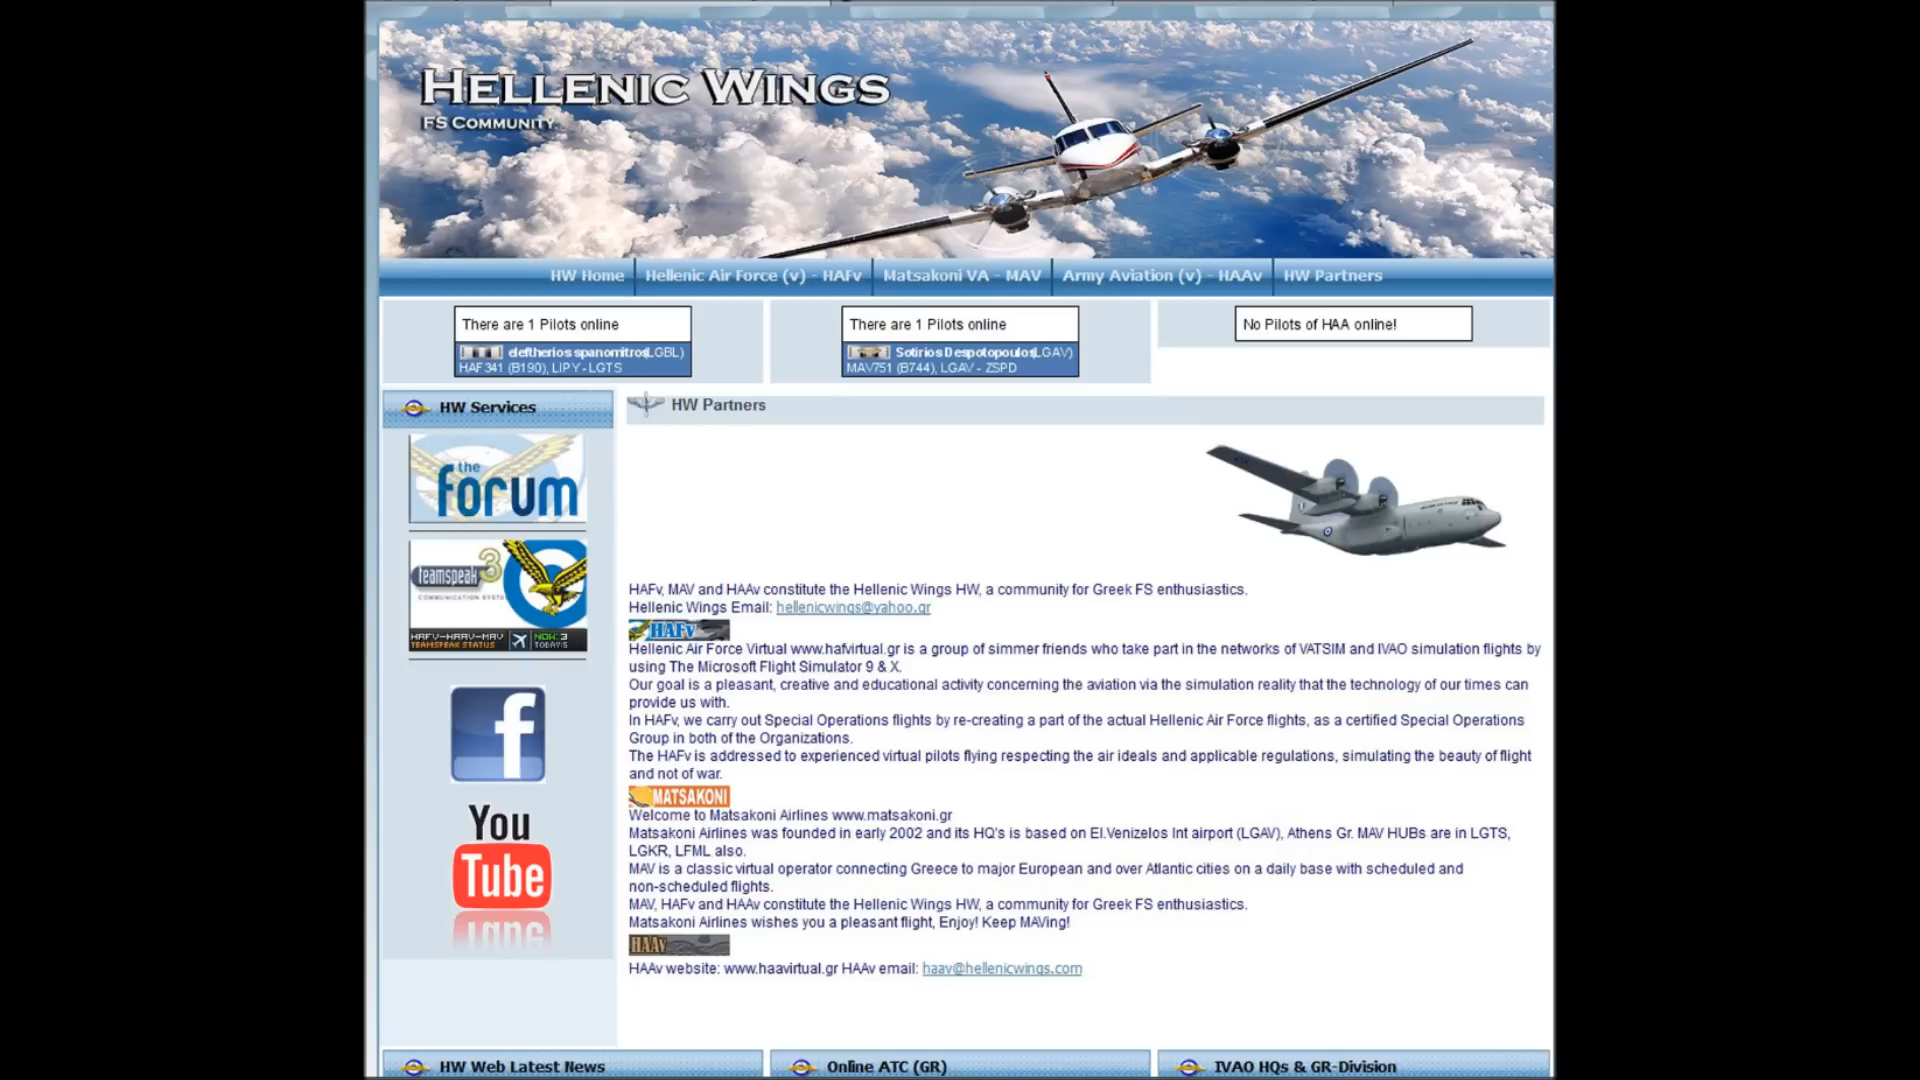 HELLENIC WINGS
FS COMMUNITY
HW Home
Hellenic Air Force (v) - HAFv
Matsakoni VA - MAV
Army Aviation (v) - HAAv
HW Partners
There are 1 Pilots online
eleftherios spanomitros(LGBL)
HAF341 (B190), LIPY - LGTS
There are 1 Pilots online
Sotirios Despotopoulos(LGAV)
MAV751 (B744), LGAV - ZSPD
No Pilots of HAA online!
HW Services
the
forum
teamspeak 3
COMMUNICATION SYSTEM
HAFV-HAAV-MAV
TEAMSPEAK STATUS
NOW: 3
TODAY:5
f
You
Tube
HW Partners
HAFv, MAV and HAAv constitute the Hellenic Wings HW, a community for Greek FS enthusiastics.
Hellenic Wings Email: hellenicwings@yahoo.gr
HAFv
Hellenic Air Force Virtual www.hafvirtual.gr is a group of simmer friends who take part in the networks of VATSIM and IVAO simulation flights by
using The Microsoft Flight Simulator 9 & X.
Our goal is a pleasant, creative and educational activity concerning the aviation via the simulation reality that the technology of our times can
provide us with.
In HAFv, we carry out Special Operations flights by re-creating a part of the actual Hellenic Air Force flights, as a certified Special Operations
Group in both of the Organizations.
The HAFv is addressed to experienced virtual pilots flying respecting the air ideals and applicable regulations, simulating the beauty of flight
and not of war.
MATSAKONI
Welcome to Matsakoni Airlines www.matsakoni.gr
Matsakoni Airlines was founded in early 2002 and its HQ's is based on El.Venizelos Int airport (LGAV), Athens Gr. MAV HUBs are in LGTS,
LGKR, LFML also.
MAV is a classic virtual operator connecting Greece to major European and over Atlantic cities on a daily base with scheduled and
non-scheduled flights.
MAV, HAFv and HAAv constitute the Hellenic Wings HW, a community for Greek FS enthusiastics.
Matsakoni Airlines wishes you a pleasant flight, Enjoy! Keep MAVing!
HAAv
HAAv website: www.haavirtual.gr HAAv email: haav@hellenicwings.com
HW Web Latest News
Online ATC (GR)
IVAO HQs & GR-Division